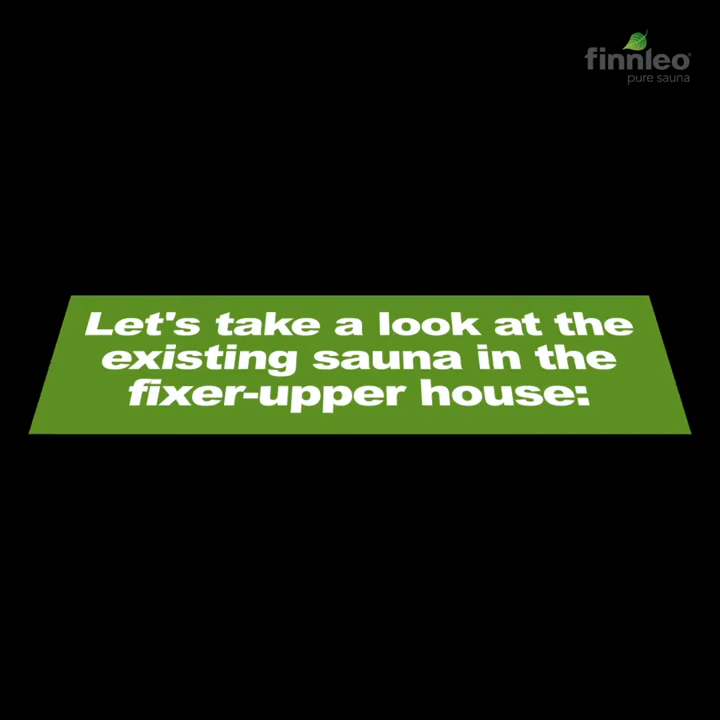 finnleo®
pure sauna
Let's take a look at the
existing sauna in the
fixer-upper house: